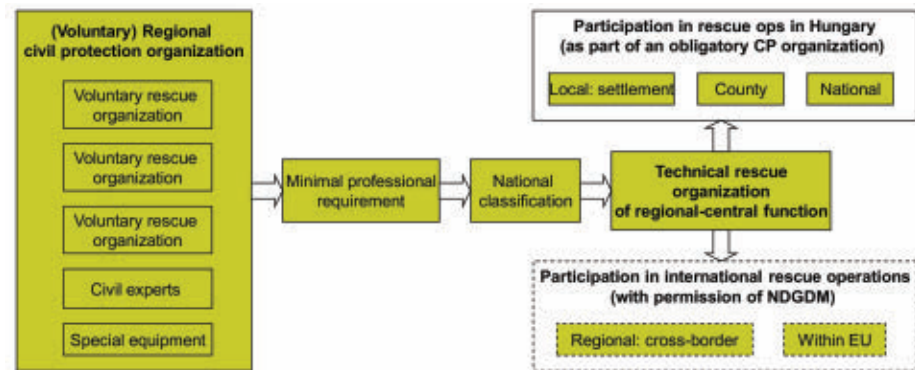 (Voluntary) Regional
civil protection organization
Voluntary rescue
organization
Voluntary rescue
organization
Voluntary rescue
organization
Civil experts
Special equipment
Minimal professional
requirement
National
classification
Technical rescue
organization
of regional-central function
Participation in rescue ops in Hungary
(as part of an obligatory CP organization)
Local: settlement
County
National
Participation in international rescue operations
(with permission of NDGDM)
Regional: cross-border
Within EU